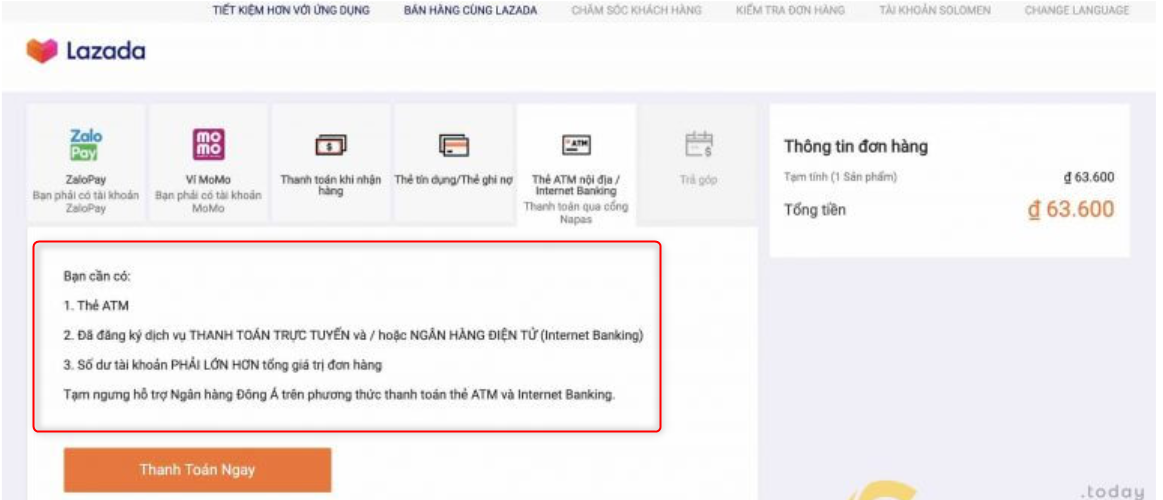 TIẾT KIỆM HƠN VỚI ỨNG DỤNG BÁN HÀNG CÙNG LAZADA CHĂM SÓC KHÁCH HÀNG KIỂM TRA ĐƠN HÀNG TÀI KHOẢN SOLOMEN CHANGE LANGUAGE
Lazada
Zalo
Pay
ZaloPay
Bạn phải có tài khoản
ZaloPay
mo
mo
Ví MoMo
Bạn phải có tài khoản
MoMo
Thanh toán khi nhận
hàng
Thẻ tín dụng/Thẻ ghi nợ
ATM
Thẻ ATM nội địa /
Internet Banking
Thanh toán qua cổng
Napas
Trả góp
Thông tin đơn hàng
Tạm tính (1 Sản phẩm) ₫ 63.600
Tổng tiền ₫ 63.600
Bạn cần có:
1. Thẻ ATM
2. Đã đăng ký dịch vụ THANH TOÁN TRỰC TUYẾN và / hoặc NGÂN HÀNG ĐIỆN TỬ (Internet Banking)
3. Số dư tài khoản PHẢI LỚN HƠN tổng giá trị đơn hàng
Tạm ngưng hỗ trợ Ngân hàng Đông Á trên phương thức thanh toán thẻ ATM và Internet Banking.
Thanh Toán Ngay
.today